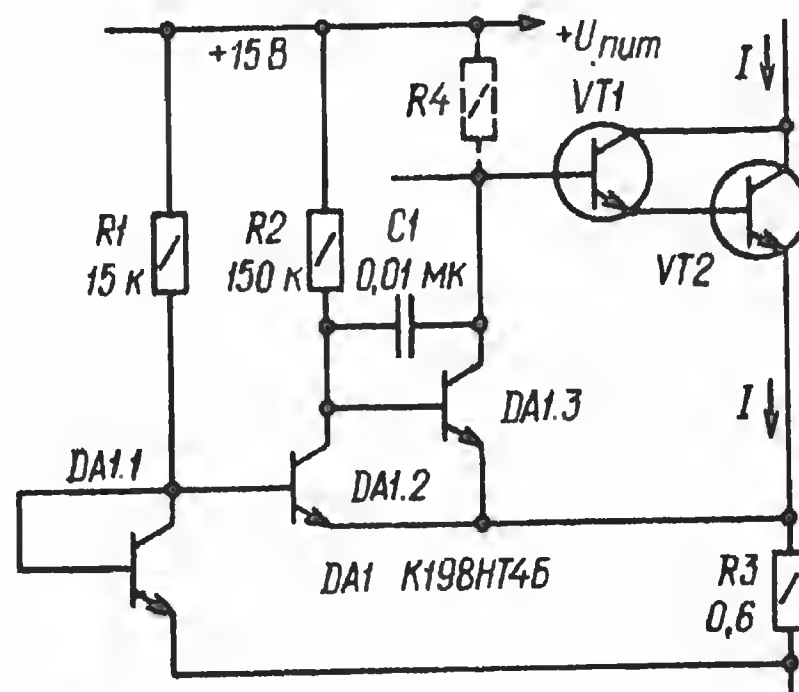 +15В
+Uпит
I
R4
VT1
R1
15 к
R2
150 к
C1
0,01 мк
VT2
DA1.3
I
DA1.1
DA1.2
DA1 К198НТ4Б
R3
0,6